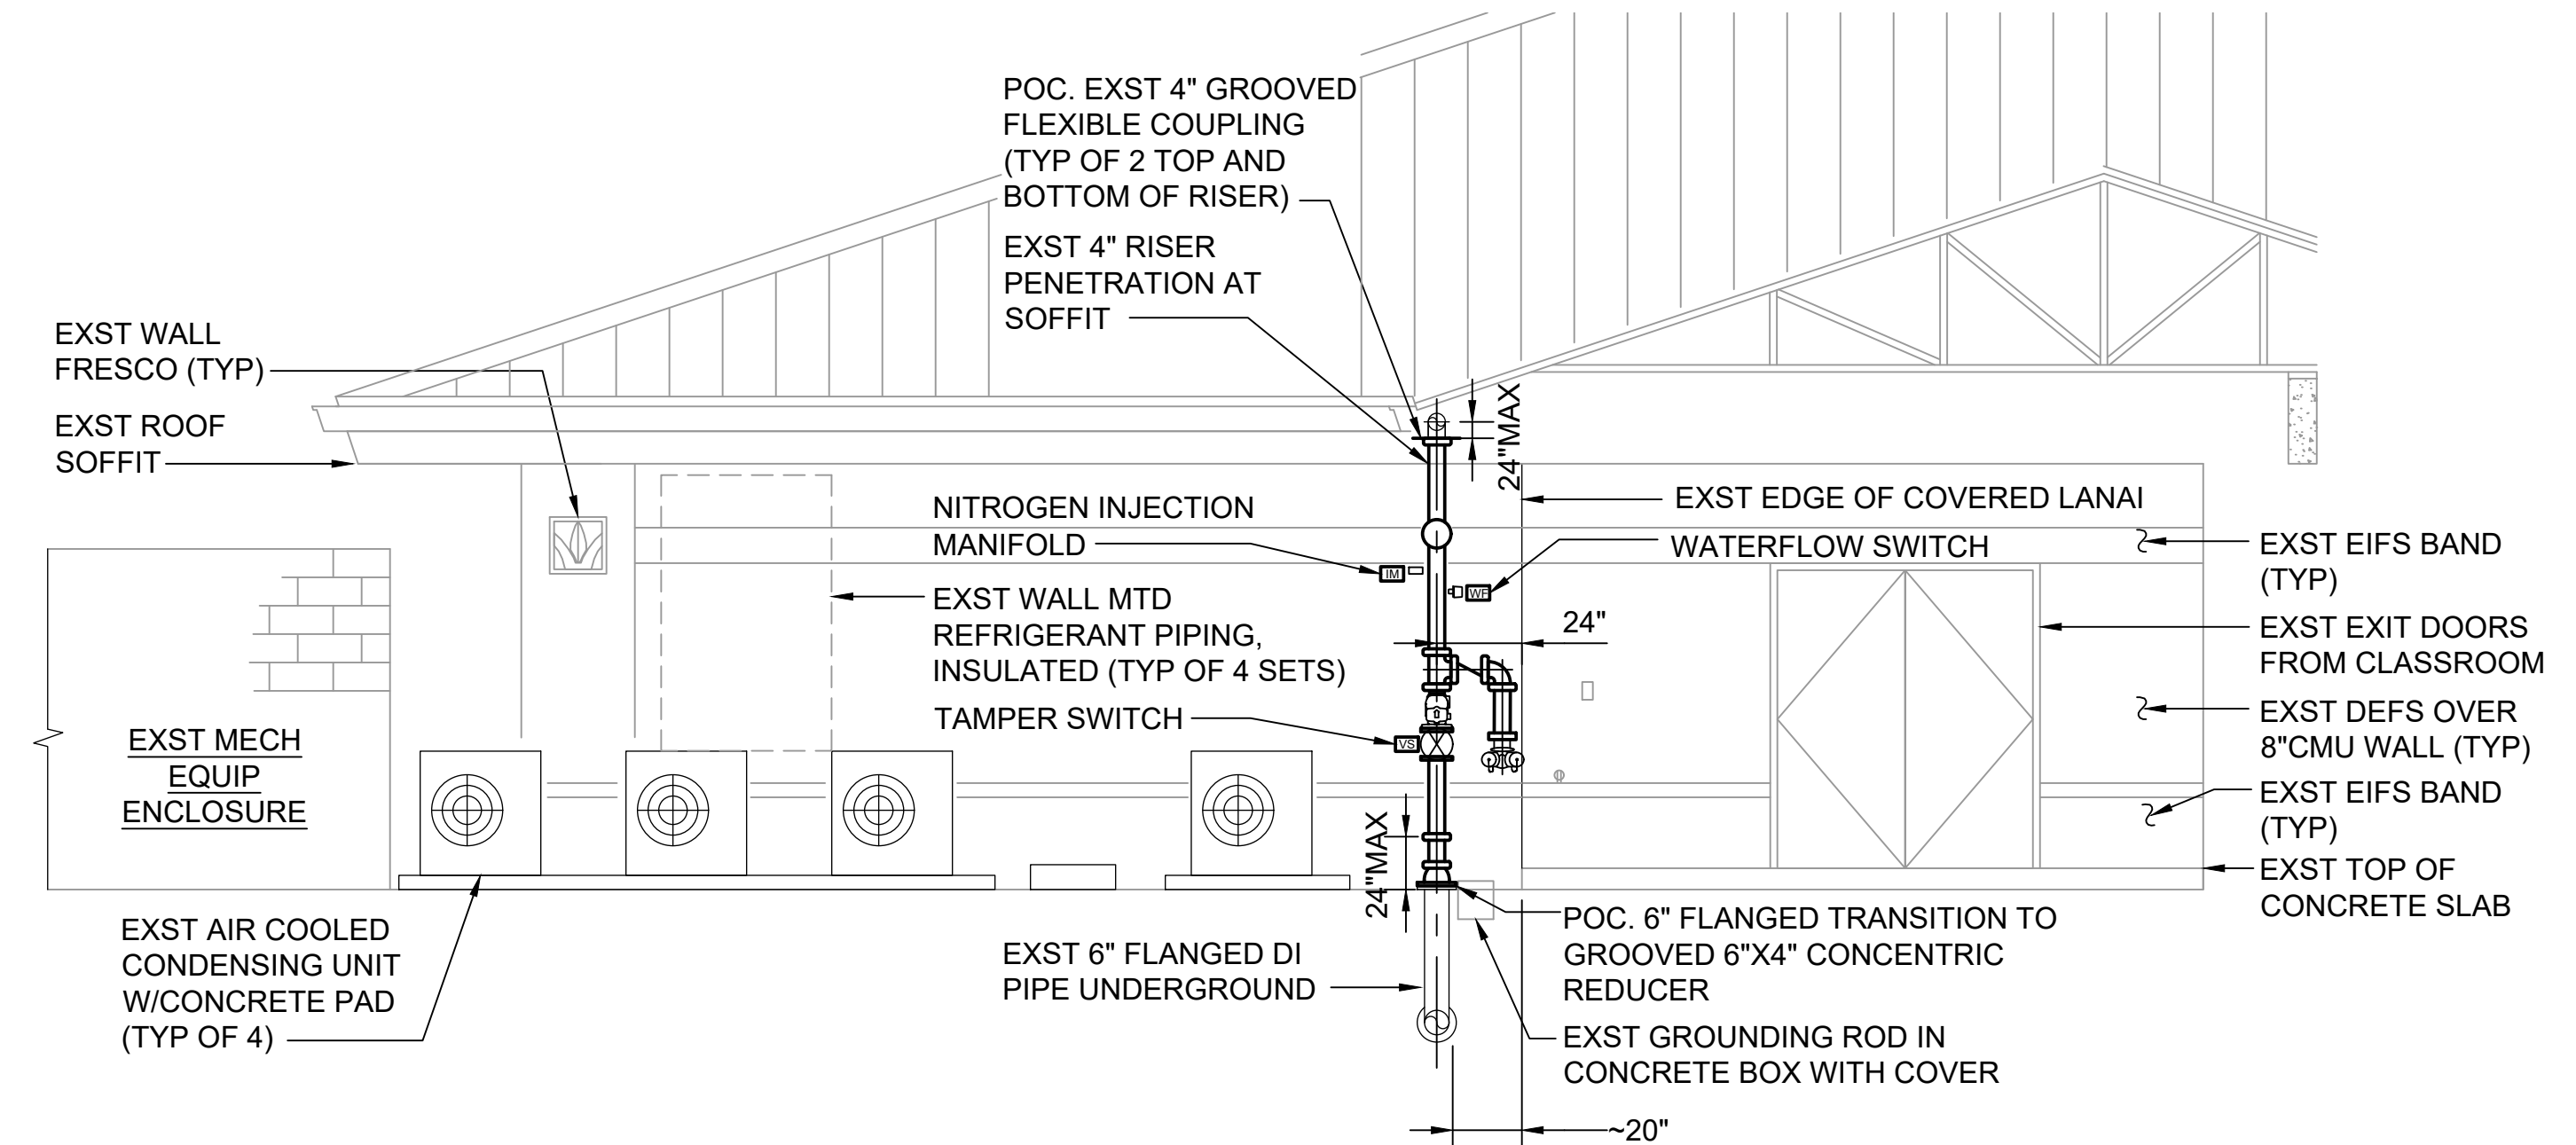 POC. EXST 4" GROOVED
FLEXIBLE COUPLING
(TYP OF 2 TOP AND
BOTTOM OF RISER)
EXST 4" RISER
PENETRATION AT
SOFFIT
EXST WALL
FRESCO (TYP)
EXST ROOF
SOFFIT
24"MAX
NITROGEN INJECTION
MANIFOLD
IM
EXST EDGE OF COVERED LANAI
WATERFLOW SWITCH
WF
EXST EIFS BAND
(TYP)
EXST WALL MTD
REFRIGERANT PIPING,
INSULATED (TYP OF 4 SETS)
24"
EXST EXIT DOORS
FROM CLASSROOM
TAMPER SWITCH
VS
EXST DEFS OVER
8"CMU WALL (TYP)
EXST MECH
EQUIP
ENCLOSURE
EXST EIFS BAND
(TYP)
24"MAX
EXST TOP OF
CONCRETE SLAB
EXST AIR COOLED
CONDENSING UNIT
W/CONCRETE PAD
(TYP OF 4)
EXST 6" FLANGED DI
PIPE UNDERGROUND
POC. 6" FLANGED TRANSITION TO
GROOVED 6"X4" CONCENTRIC
REDUCER
EXST GROUNDING ROD IN
CONCRETE BOX WITH COVER
~20"